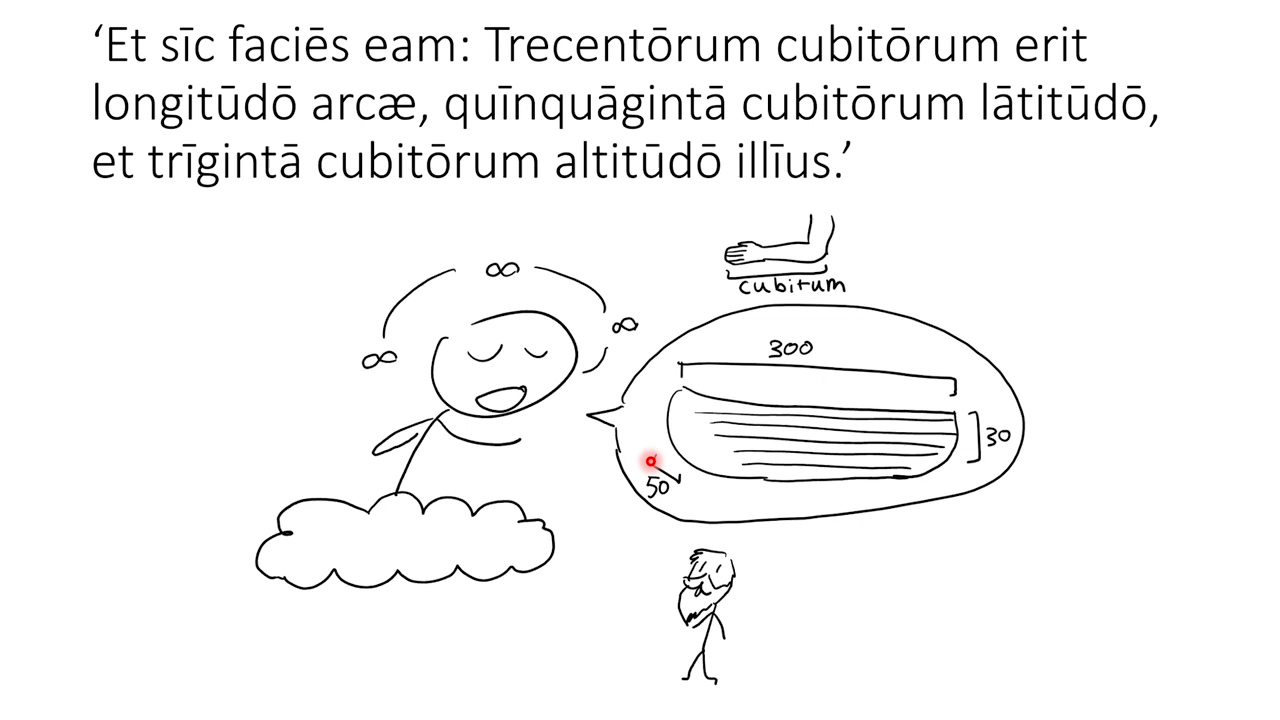 ‘Et sīc faciēs eam: Trecentōrum cubitōrum erit
longitūdō arcæ, quīnquāgintā cubitōrum lātitūdō,
et trīgintā cubitōrum altitūdō illīus.’
cubitum
∞
∞
∞
300
30
50